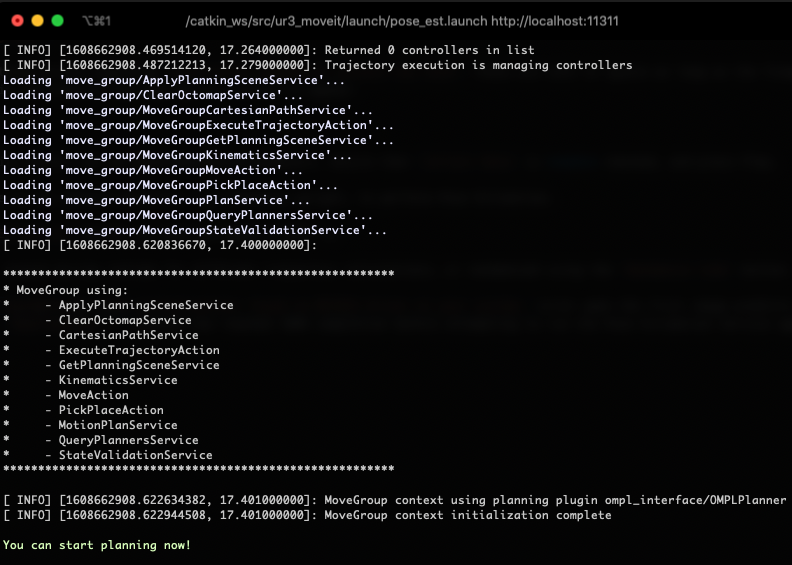 ⌥⌘1 /catkin_ws/src/ur3_moveit/launch/pose_est.launch http://localhost:11311
[ INFO] [1608662908.469514120, 17.264000000]: Returned 0 controllers in list
[ INFO] [1608662908.487212213, 17.279000000]: Trajectory execution is managing controllers
Loading 'move_group/ApplyPlanningSceneService'...
Loading 'move_group/ClearOctomapService'...
Loading 'move_group/MoveGroupCartesianPathService'...
Loading 'move_group/MoveGroupExecuteTrajectoryAction'...
Loading 'move_group/MoveGroupGetPlanningSceneService'...
Loading 'move_group/MoveGroupKinematicsService'...
Loading 'move_group/MoveGroupMoveAction'...
Loading 'move_group/MoveGroupPickPlaceAction'...
Loading 'move_group/MoveGroupPlanService'...
Loading 'move_group/MoveGroupQueryPlannersService'...
Loading 'move_group/MoveGroupStateValidationService'...
[ INFO] [1608662908.620836670, 17.400000000]:
********************************************************
* MoveGroup using:
*     - ApplyPlanningSceneService
*     - ClearOctomapService
*     - CartesianPathService
*     - ExecuteTrajectoryAction
*     - GetPlanningSceneService
*     - KinematicsService
*     - MoveAction
*     - PickPlaceAction
*     - MotionPlanService
*     - QueryPlannersService
*     - StateValidationService
********************************************************
[ INFO] [1608662908.622634382, 17.401000000]: MoveGroup context using planning plugin ompl_interface/OMPLPlanner
[ INFO] [1608662908.622944508, 17.401000000]: MoveGroup context initialization complete
You can start planning now!